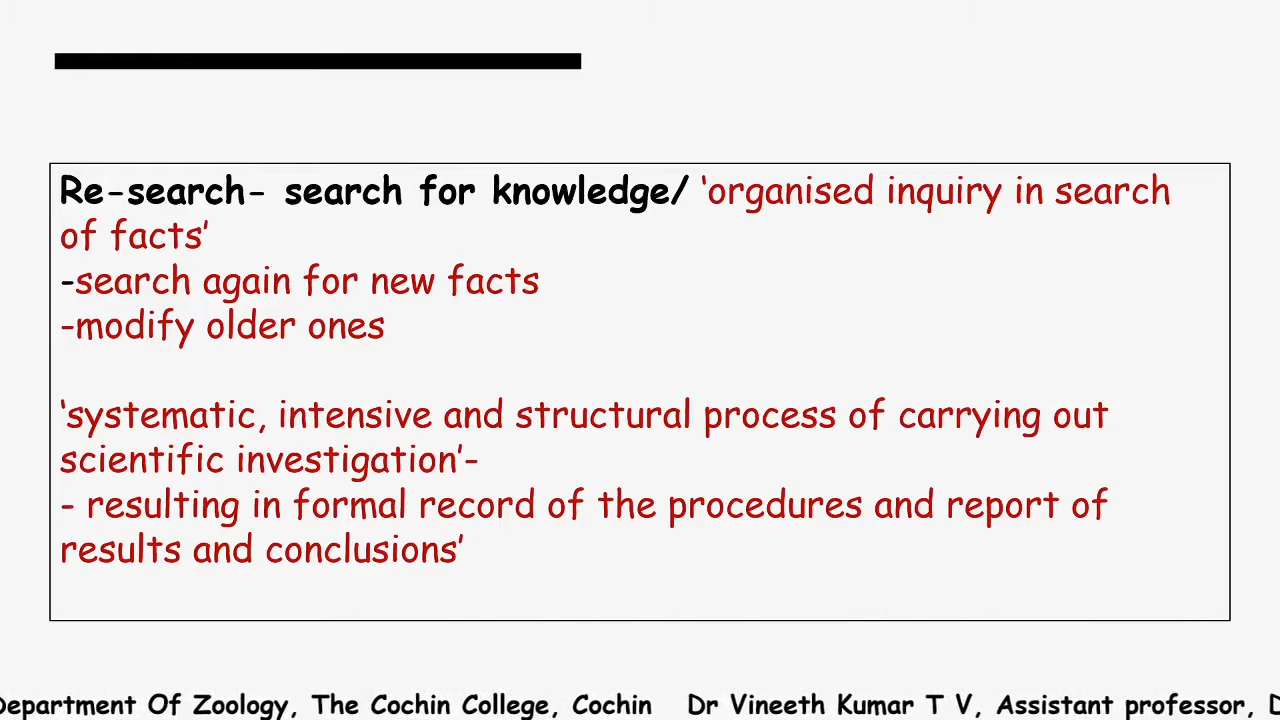 Re-search- search for knowledge/ ‘organised inquiry in search
of facts’
-search again for new facts
-modify older ones
‘systematic, intensive and structural process of carrying out
scientific investigation’-
- resulting in formal record of the procedures and report of
results and conclusions’
Department Of Zoology, The Cochin College, Cochin Dr Vineeth Kumar T V, Assistant professor,